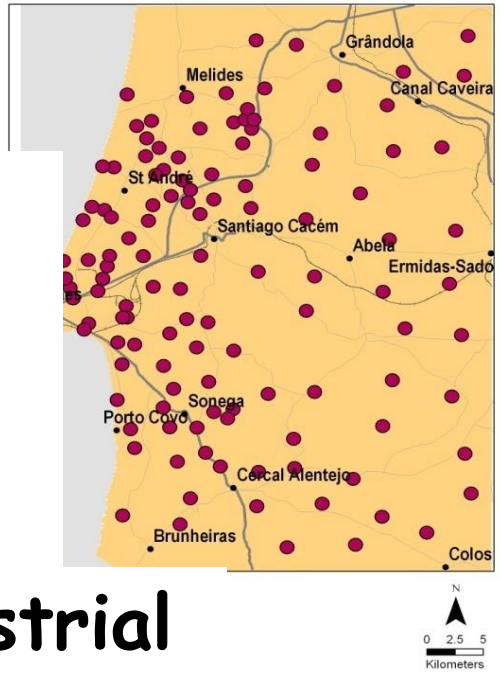 Grândola
Melides
Canal Caveira
St André
Santiago Cacém
Abela
Ermidas-Sado
es
Sonega
Porto Covo
Cercal Alentejo
Brunheiras
Colos
strial
N
0 2.5 5
Kilometers